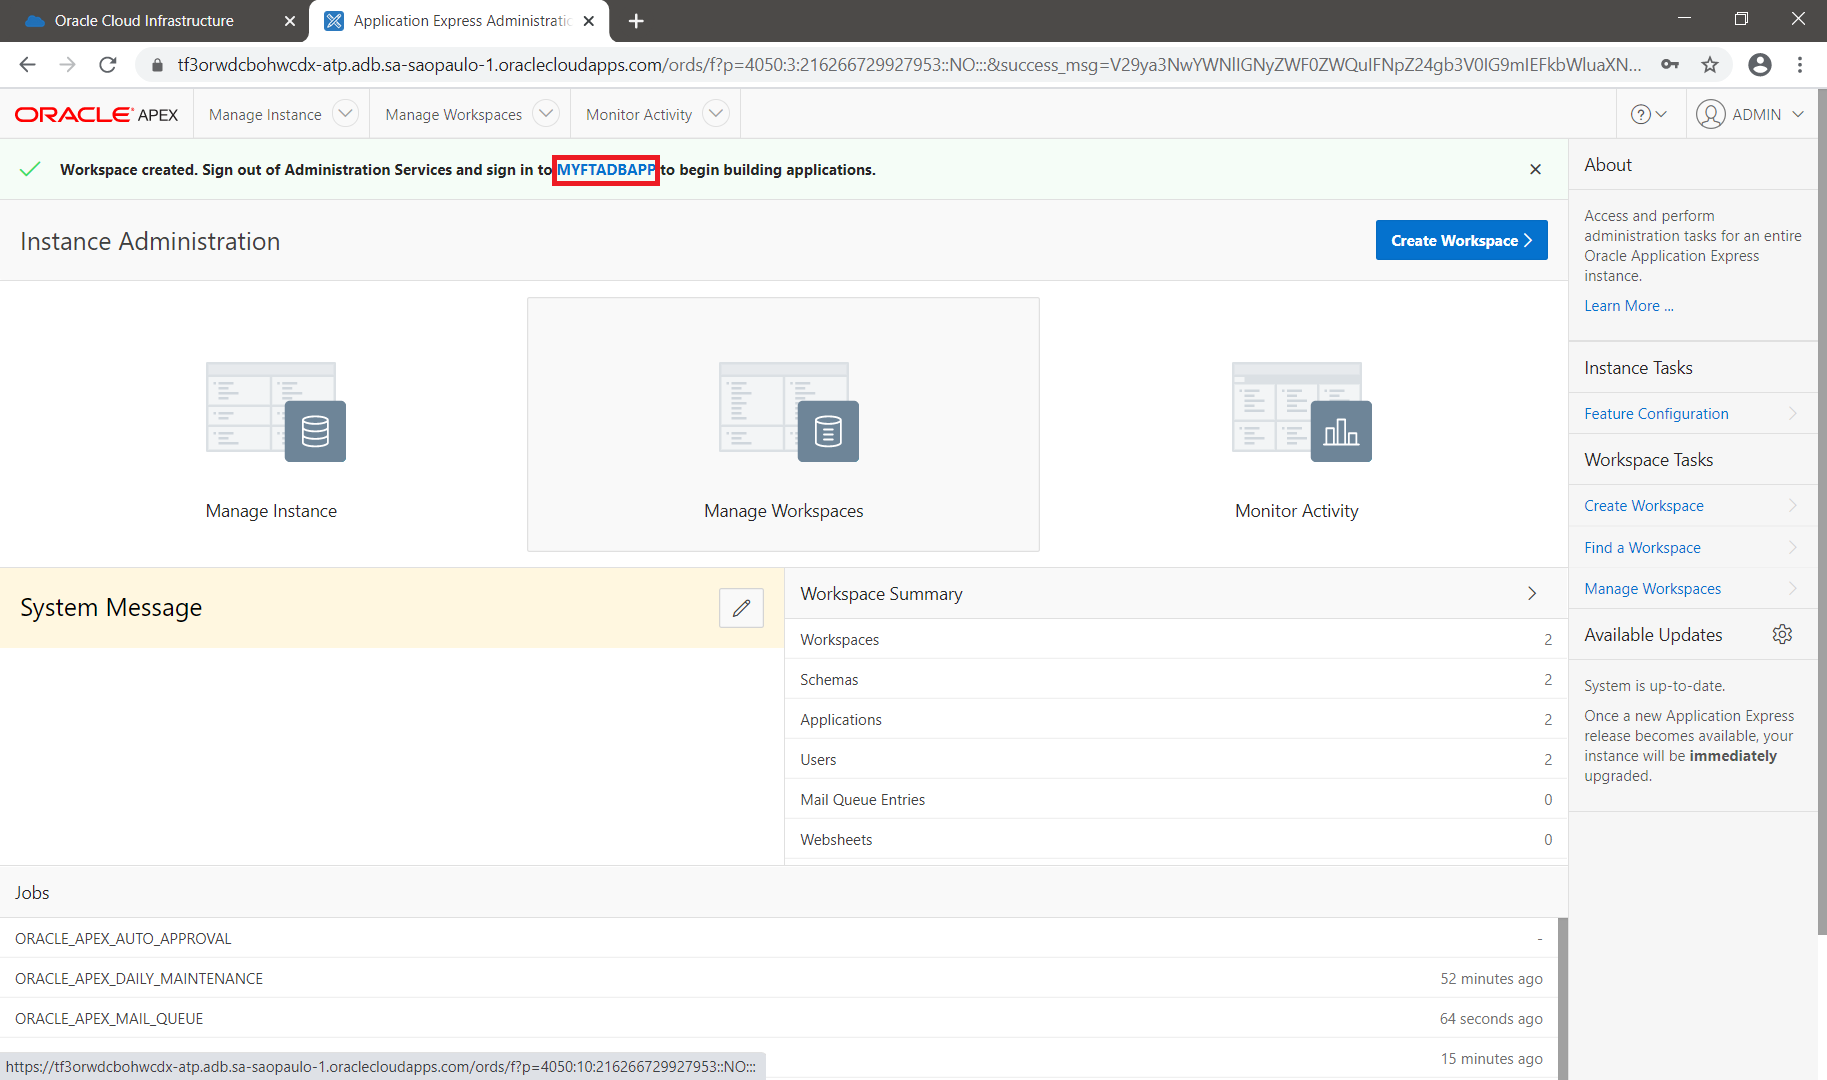 Oracle Cloud Infrastructure
Application Express Administratic
tf3orwdcbohwcdx-atp.adb.sa-saopaulo-1.oraclecloudapps.com/ords/f?p=4050:3:216266729927953::NO:::&success_msg=V29ya3NwYWNlIGNyZWF0ZWQuIFNpZ24gb3V0IG9mIEFkbWluaXN...
ORACLE APEX
Manage Instance
Manage Workspaces
Monitor Activity
ADMIN
Workspace created. Sign out of Administration Services and sign in to MYFTADBAPP to begin building applications.
Instance Administration
Create Workspace
Manage Instance
Manage Workspaces
Monitor Activity
System Message
Workspace Summary
Workspaces 2
Schemas 2
Applications 2
Users 2
Mail Queue Entries 0
Websheets 0
Jobs
ORACLE_APEX_AUTO_APPROVAL -
ORACLE_APEX_DAILY_MAINTENANCE 52 minutes ago
ORACLE_APEX_MAIL_QUEUE 64 seconds ago
15 minutes ago
https://tf3orwdcbohwcdx-atp.adb.sa-saopaulo-1.oraclecloudapps.com/ords/f?p=4050:10:216266729927953::NO:::
About
Access and perform
administration tasks for an entire
Oracle Application Express
instance.
Learn More ...
Instance Tasks
Feature Configuration
Workspace Tasks
Create Workspace
Find a Workspace
Manage Workspaces
Available Updates
System is up-to-date.
Once a new Application Express
release becomes available, your
instance will be immediately
upgraded.